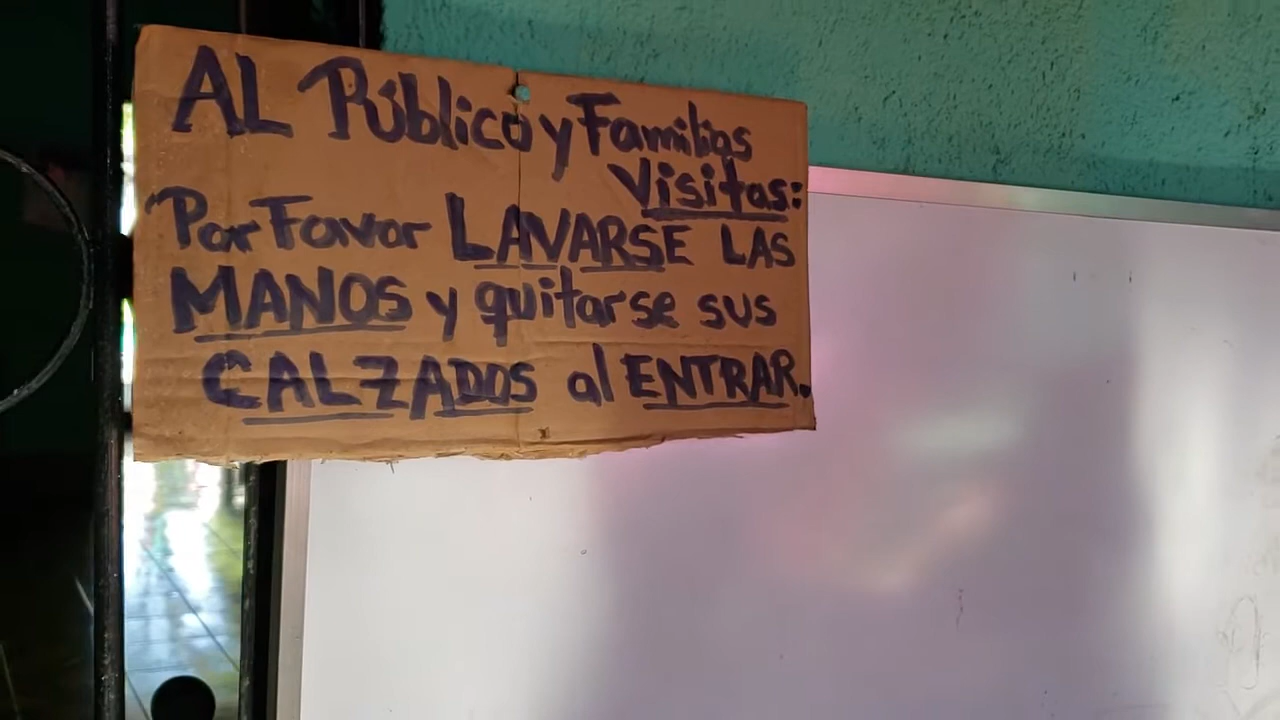 AL Público y Familias
Visitas:
Por Favor LAVARSE LAS
MANOS y quitarse sus
CALZADOS al ENTRAR.